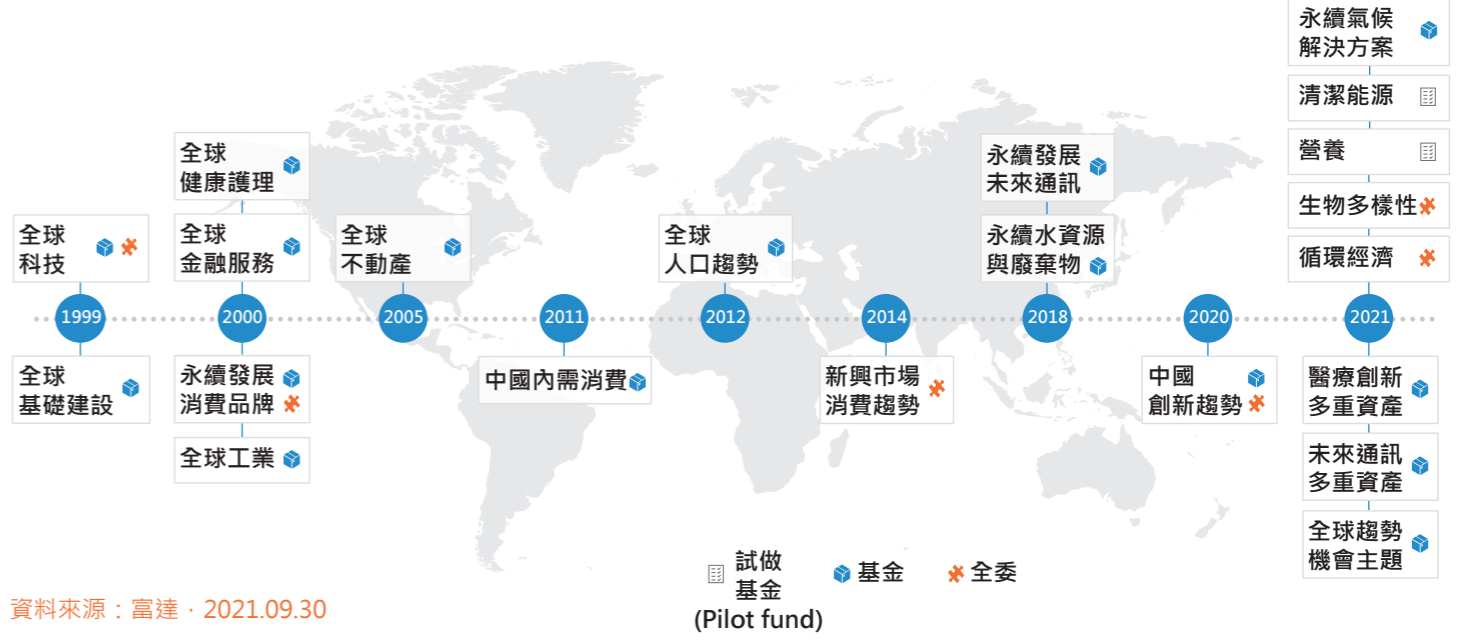 永續氣候
解決方案
清潔能源
營養
生物多樣性
循環經濟
全球
健康護理
永續發展
未來通訊
全球
科技
全球
金融服務
全球
不動產
全球
人口趨勢
永續水資源
與廢棄物
1999
2000
2005
2011
2012
2014
2018
2020
2021
全球
基礎建設
永續發展
消費品牌
全球工業
中國內需消費
新興市場
消費趨勢
中國
創新趨勢
醫療創新
多重資產
未來通訊
多重資產
全球趨勢
機會主題
試做
基金
(Pilot fund)
基金
全委
資料來源：富達，2021.09.30